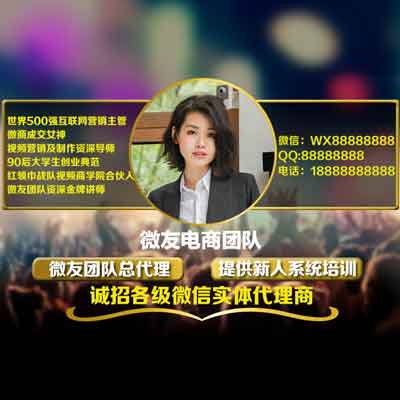 世界500强互联网营销主管
微商成交女神
视频营销及制作资深导师
90后大学生创业典范
红领巾战队视频商学院合伙人
微友团队资深金牌讲师
微信：WX88888888
QQ:88888888
电话：18888888888
微友电商团队
微友团队总代理
提供新人系统培训
诚招各级微信实体代理商